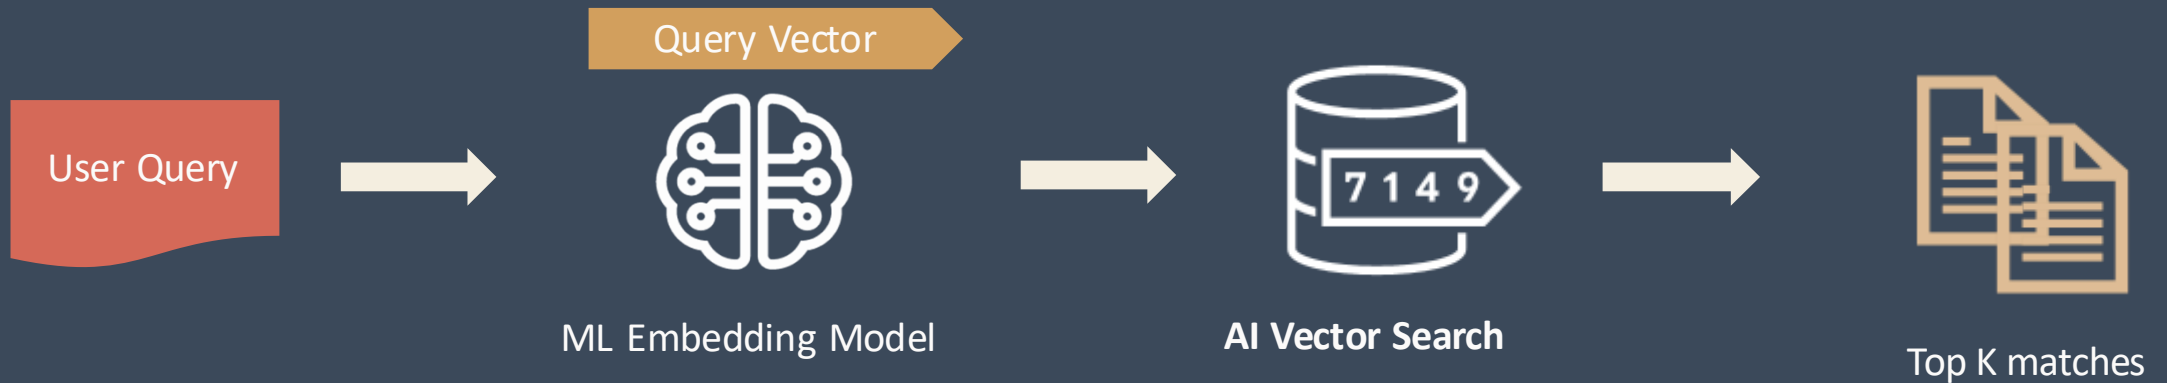 Query Vector
User Query
7 1 4 9
ML Embedding Model
AI Vector Search
Top K matches